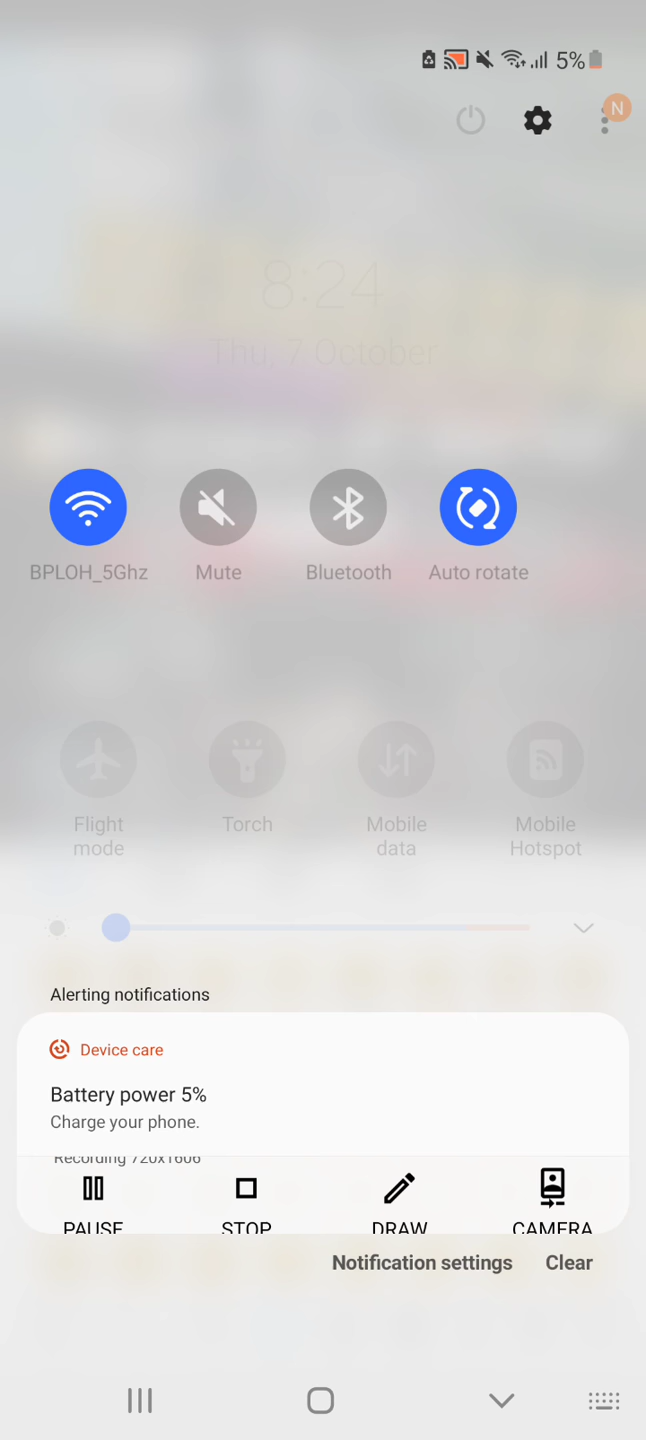 5%
N
8:24
Thu, 7 October
BPLOH_5Ghz
Mute
Bluetooth
Auto rotate
Flight
mode
Torch
Mobile
data
Mobile
Hotspot
Alerting notifications
Device care
Battery power 5%
Charge your phone.
Recording 720x1606
PAUSE
STOP
DRAW
CAMERA
Notification settings
Clear